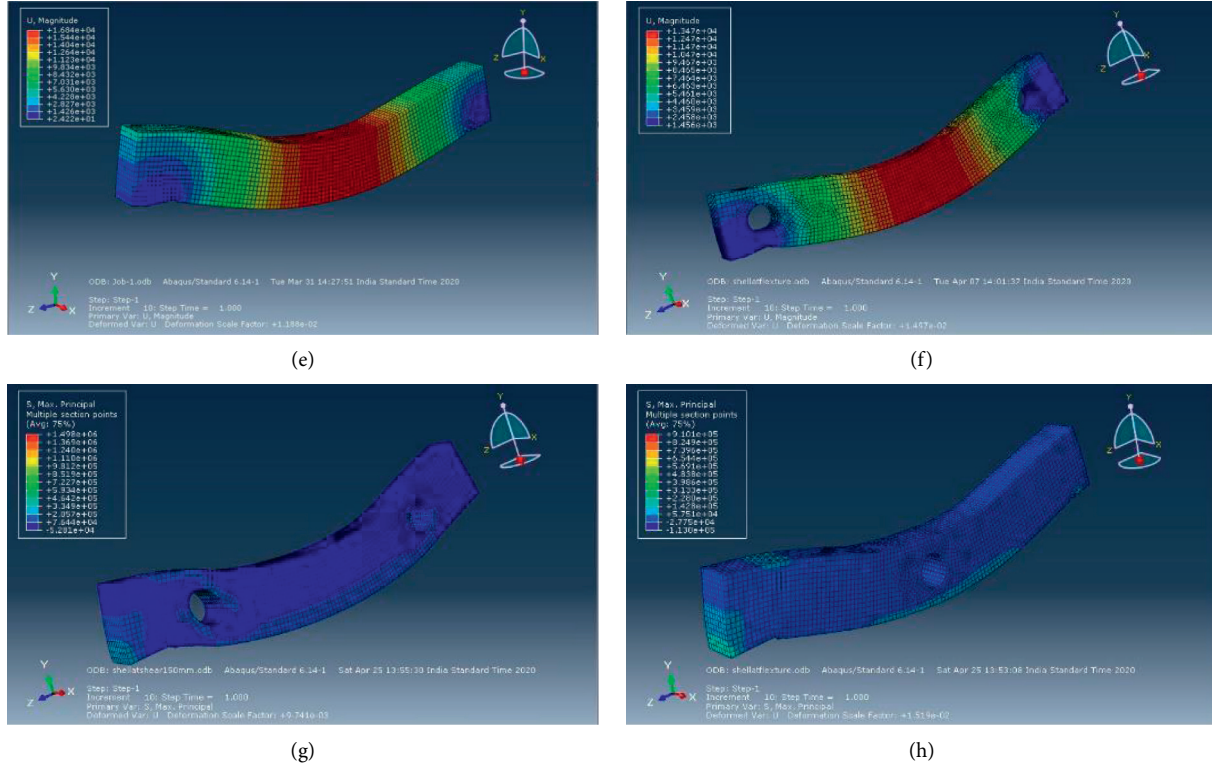 U, Magnitude
+1.684e+04
+1.544e+04
+1.404e+04
+1.264e+04
+1.123e+04
+9.834e+03
+8.432e+03
+7.031e+03
+5.630e+03
+4.228e+03
+2.827e+03
+1.426e+03
+2.422e+01
Y
Z
X
Y
Z
X
ODB: Job-1.odb Abaqus/Standard 6.14-1 Tue Mar 31 14:27:51 India Standard Time 2020
Step: Step-1
Increment 10: Step Time = 1.000
Primary Var: U, Magnitude
Deformed Var: U Deformation Scale Factor: +1.188e-02
(e)
U, Magnitude
+1.347e+04
+1.247e+04
+1.147e+04
+1.047e+04
+9.467e+03
+8.465e+03
+7.464e+03
+6.463e+03
+5.461e+03
+4.460e+03
+3.459e+03
+2.458e+03
+1.456e+03
Y
Z
X
Y
Z
X
ODB: shellatflexture.odb Abaqus/Standard 6.14-1 Tue Apr 07 14:01:37 India Standard Time 2020
Step: Step-1
Increment 10: Step Time = 1.000
Primary Var: U, Magnitude
Deformed Var: U Deformation Scale Factor: +1.497e-02
(f)
S, Max. Principal
Multiple section points
(Avg: 75%)
+1.498e+06
+1.369e+06
+1.240e+06
+1.110e+06
+9.812e+05
+8.519e+05
+7.227e+05
+5.934e+05
+4.642e+05
+3.349e+05
+2.057e+05
+7.644e+04
-5.281e+04
Y
Z
X
Y
Z
X
ODB: shellatshear150mm.odb Abaqus/Standard 6.14-1 Sat Apr 25 13:55:30 India Standard Time 2020
Step: Step-1
Increment 10: Step Time = 1.000
Primary Var: S, Max. Principal
Deformed Var: U Deformation Scale Factor: +9.741e-03
(g)
S, Max. Principal
Multiple section points
(Avg: 75%)
+9.101e+05
+8.249e+05
+7.396e+05
+6.544e+05
+5.691e+05
+4.838e+05
+3.986e+05
+3.133e+05
+2.280e+05
+1.428e+05
+5.751e+04
-2.775e+04
-1.130e+05
Y
Z
X
Y
Z
X
ODB: shellatflexture.odb Abaqus/Standard 6.14-1 Sat Apr 25 13:53:08 India Standard Time 2020
Step: Step-1
Increment 10: Step Time = 1.000
Primary Var: S, Max. Principal
Deformed Var: U Deformation Scale Factor: +1.519e-02
(h)